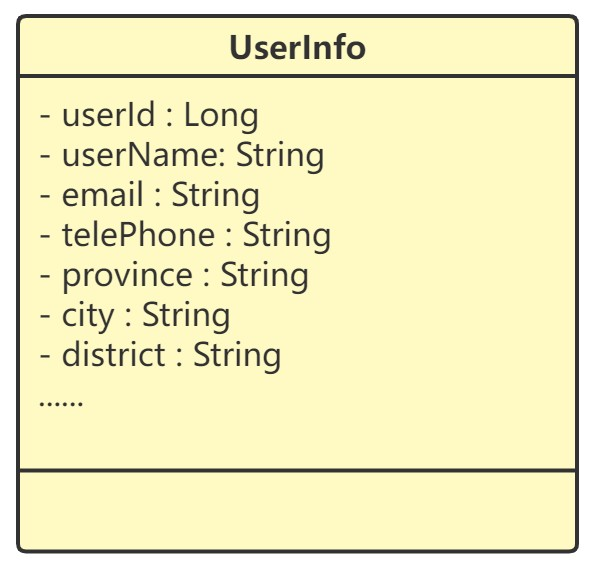 UserInfo
- userId : Long
- userName: String
- email : String
- telePhone : String
- province : String
- city : String
- district : String
......